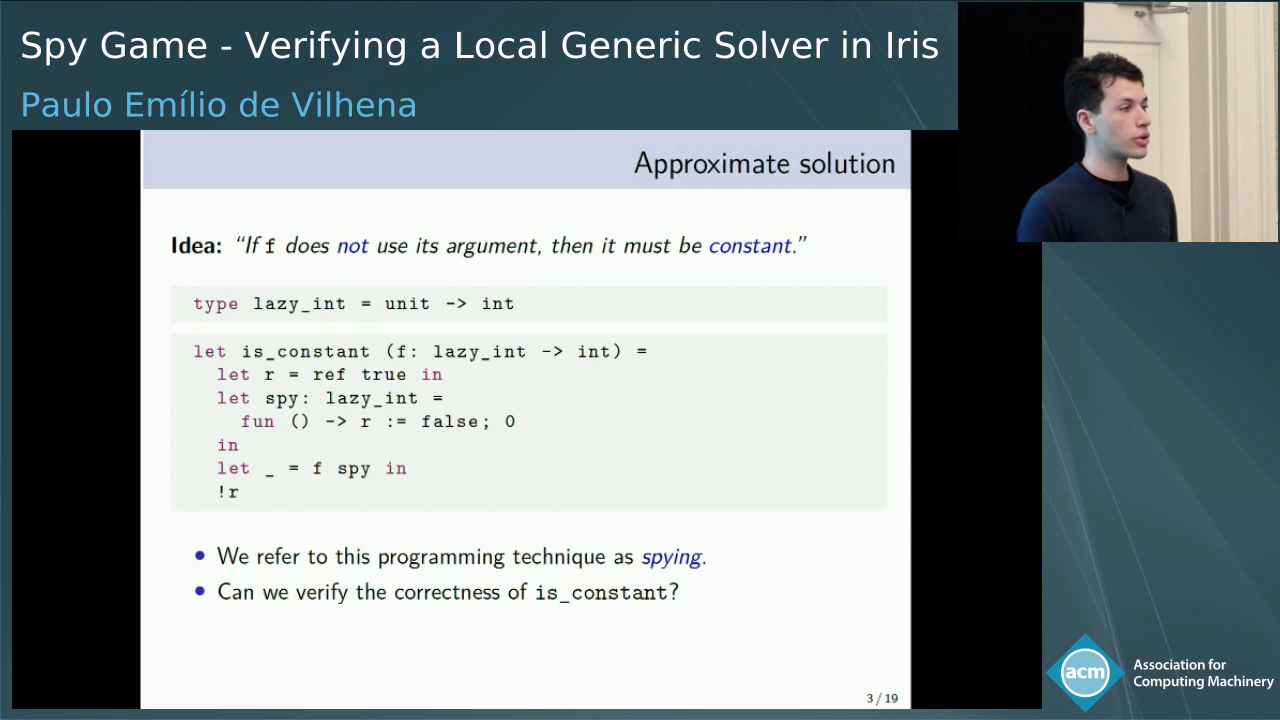 Spy Game - Verifying a Local Generic Solver in Iris
Paulo Emílio de Vilhena
Approximate solution
Idea: “If f does not use its argument, then it must be constant.”
type lazy_int = unit -> int
let is_constant (f: lazy_int -> int) =
let r = ref true in
let spy: lazy_int =
fun () -> r := false; 0
in
let _ = f spy in
!r
• We refer to this programming technique as spying.
• Can we verify the correctness of is_constant?
3 / 19
acm
Association for
Computing Machinery